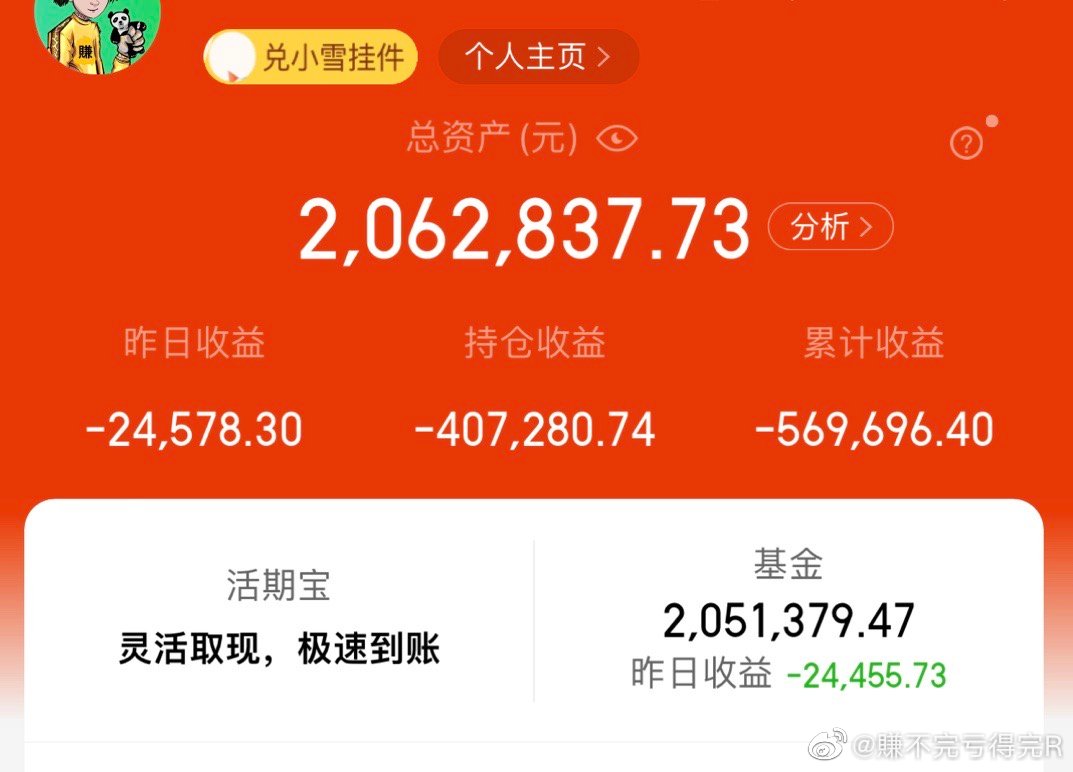 賺
兑小雪挂件
个人主页 >
总资产(元)
?
2,062,837.73
分析 >
昨日收益 持仓收益 累计收益
-24,578.30 -407,280.74 -569,696.40
活期宝
灵活取现，极速到账
基金
2,051,379.47
昨日收益 -24,455.73
@賺不完亏得完R